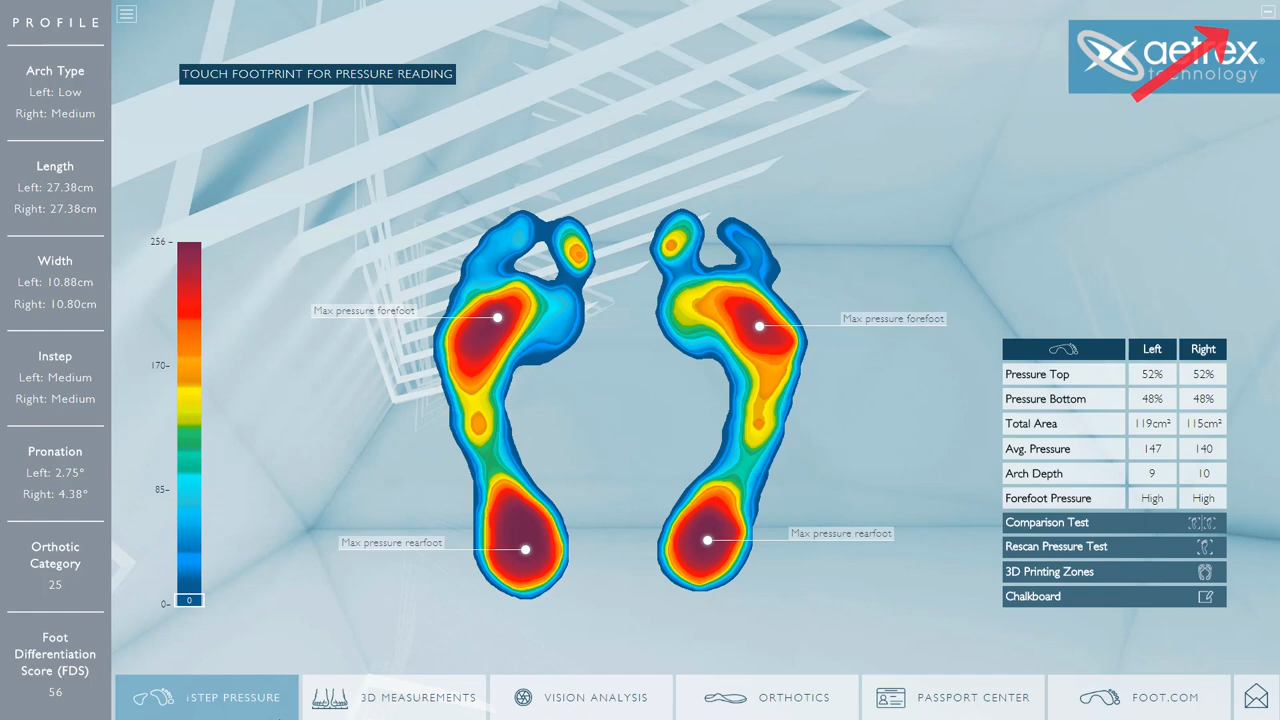 PROFILE
Arch Type
Left: Low
Right: Medium
Length
Left: 27.38cm
Right: 27.38cm
Width
Left: 10.88cm
Right: 10.80cm
Instep
Left: Medium
Right: Medium
Pronation
Left: 2.75°
Right: 4.38°
Orthotic
Category
25
Foot
Differentiation
Score (FDS)
56
TOUCH FOOTPRINT FOR PRESSURE READING
aetrex®
technology
256
170
85
0
0
Max pressure forefoot
Max pressure forefoot
Max pressure rearfoot
Max pressure rearfoot
Left Right
Pressure Top 52% 52%
Pressure Bottom 48% 48%
Total Area 119cm² 115cm²
Avg. Pressure 147 140
Arch Depth 9 10
Forefoot Pressure High High
Comparison Test
Rescan Pressure Test
3D Printing Zones
Chalkboard
iSTEP PRESSURE
3D MEASUREMENTS
VISION ANALYSIS
ORTHOTICS
PASSPORT CENTER
FOOT.COM